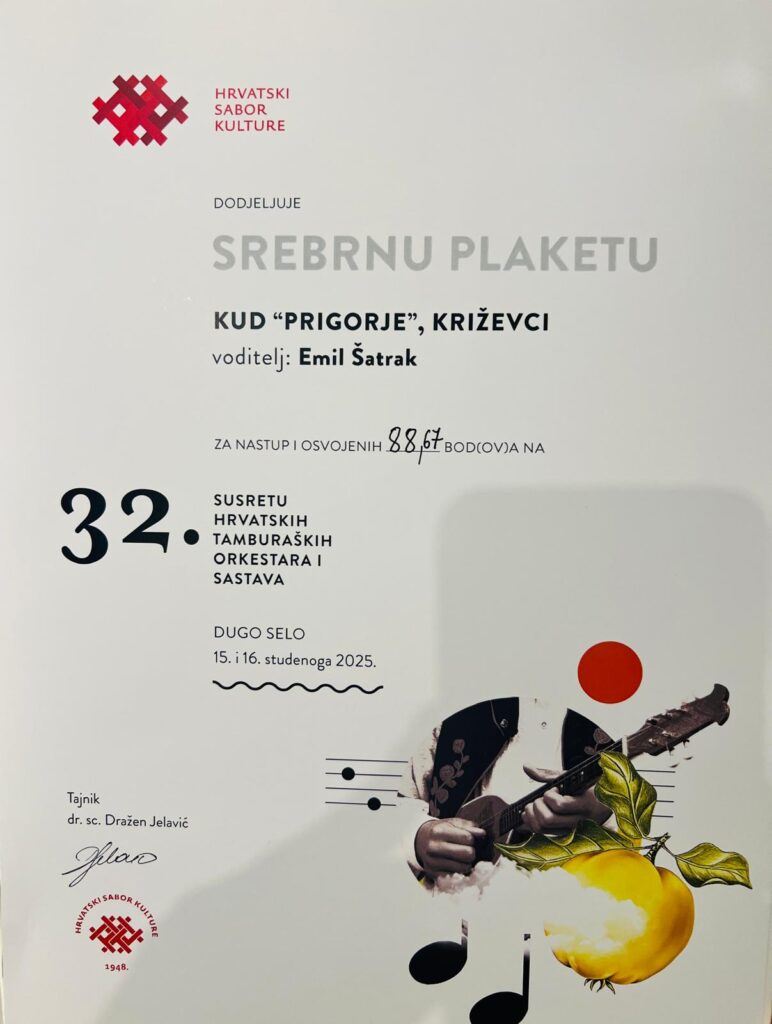 HRVATSKI
SABOR
KULTURE
DODJELJUJE
SREBRNU PLAKETU
KUD “PRIGORJE”, KRIŽEVCI
voditelj: Emil Šatrak
ZA NASTUP I OSVOJENIH 88,67 BOD(OV)A NA
32.
SUSRETU
HRVATSKIH
TAMBURAŠKIH
ORKESTARA I
SASTAVA
DUGO SELO
15. i 16. studenoga 2025.
Tajnik
dr. sc. Dražen Jelavić
HRVATSKI SABOR KULTURE
1948.